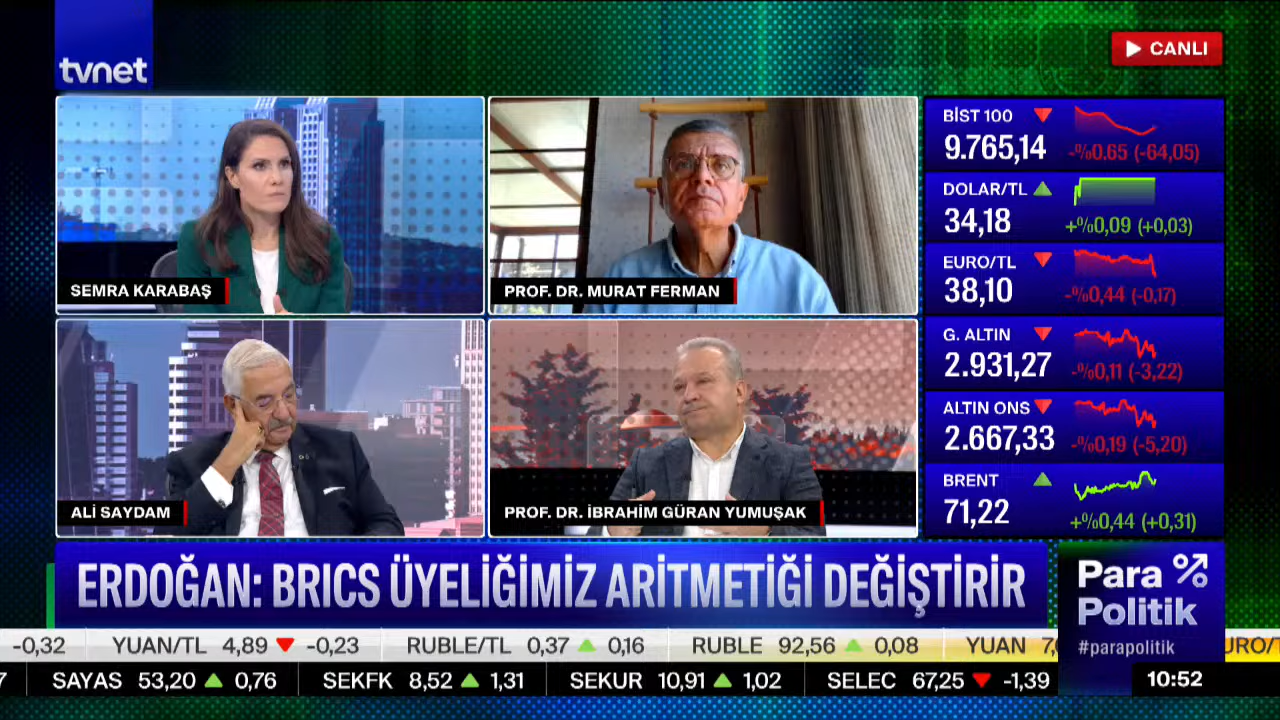 tvnet
CANLI
SEMRA KARABAŞ
PROF. DR. MURAT FERMAN
ALİ SAYDAM
PROF. DR. İBRAHİM GÜRAN YUMUŞAK
BİST 100
9.765,14
-%0.65 (-64,05)
DOLAR/TL
34,18
+%0,09 (+0,03)
EURO/TL
38,10
-%0,44 (-0,17)
G. ALTIN
2.931,27
-%0,11 (-3,22)
ALTIN ONS
2.667,33
-%0,19 (-5,20)
BRENT
71,22
+%0,44 (+0,31)
ERDOĞAN: BRICS ÜYELİĞİMİZ ARİTMETİĞİ DEĞİŞTİRİR
Para %
Politik
#parapolitik
-0,32 YUAN/TL 4,89 -0,23 RUBLE/TL 0,37 0,16 RUBLE 92,56 0,08 YUAN
SAYAS 53,20 0,76 SEKFK 8,52 1,31 SEKUR 10,91 1,02 SELEC 67,25 -1,39
10:52